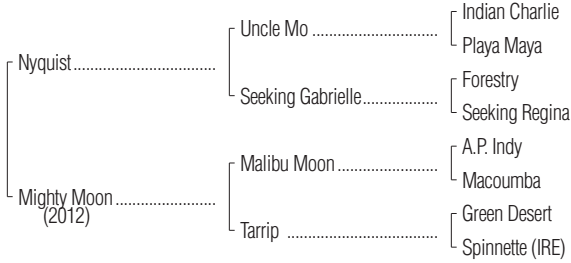 Indian Charlie
Uncle Mo
Playa Maya
Nyquist
Forestry
Seeking Gabrielle
Seeking Regina
A.P. Indy
Malibu Moon
Macoumba
Mighty Moon
(2012)
Green Desert
Tarrip
Spinnette (IRE)